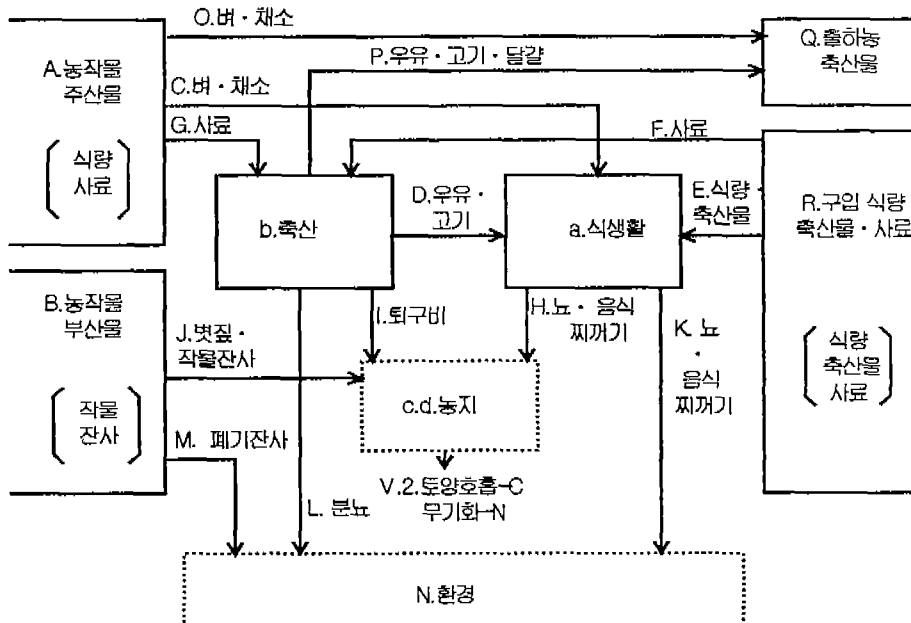 O.벼・채소
Q.출하농
축산물
P.우유・고기・달걀
A.농작물
주산물
C.벼・채소
G.사료
F.사료
식량
사료
b.축산
D.우유・
고기
a.식생활
E.식량・
축산물
R.구입 식량
축산물・사료
B.농작물
부산물
J.볏짚・
작물잔사
I.퇴구비
H.뇨・음식
찌꺼기
K.뇨
・
음식
찌꺼기
c.d.농지
작물
잔사
식량
축산물
사료
M. 폐기잔사
V.2.토양호흡-C
무기화-N
L. 분뇨
N.환경